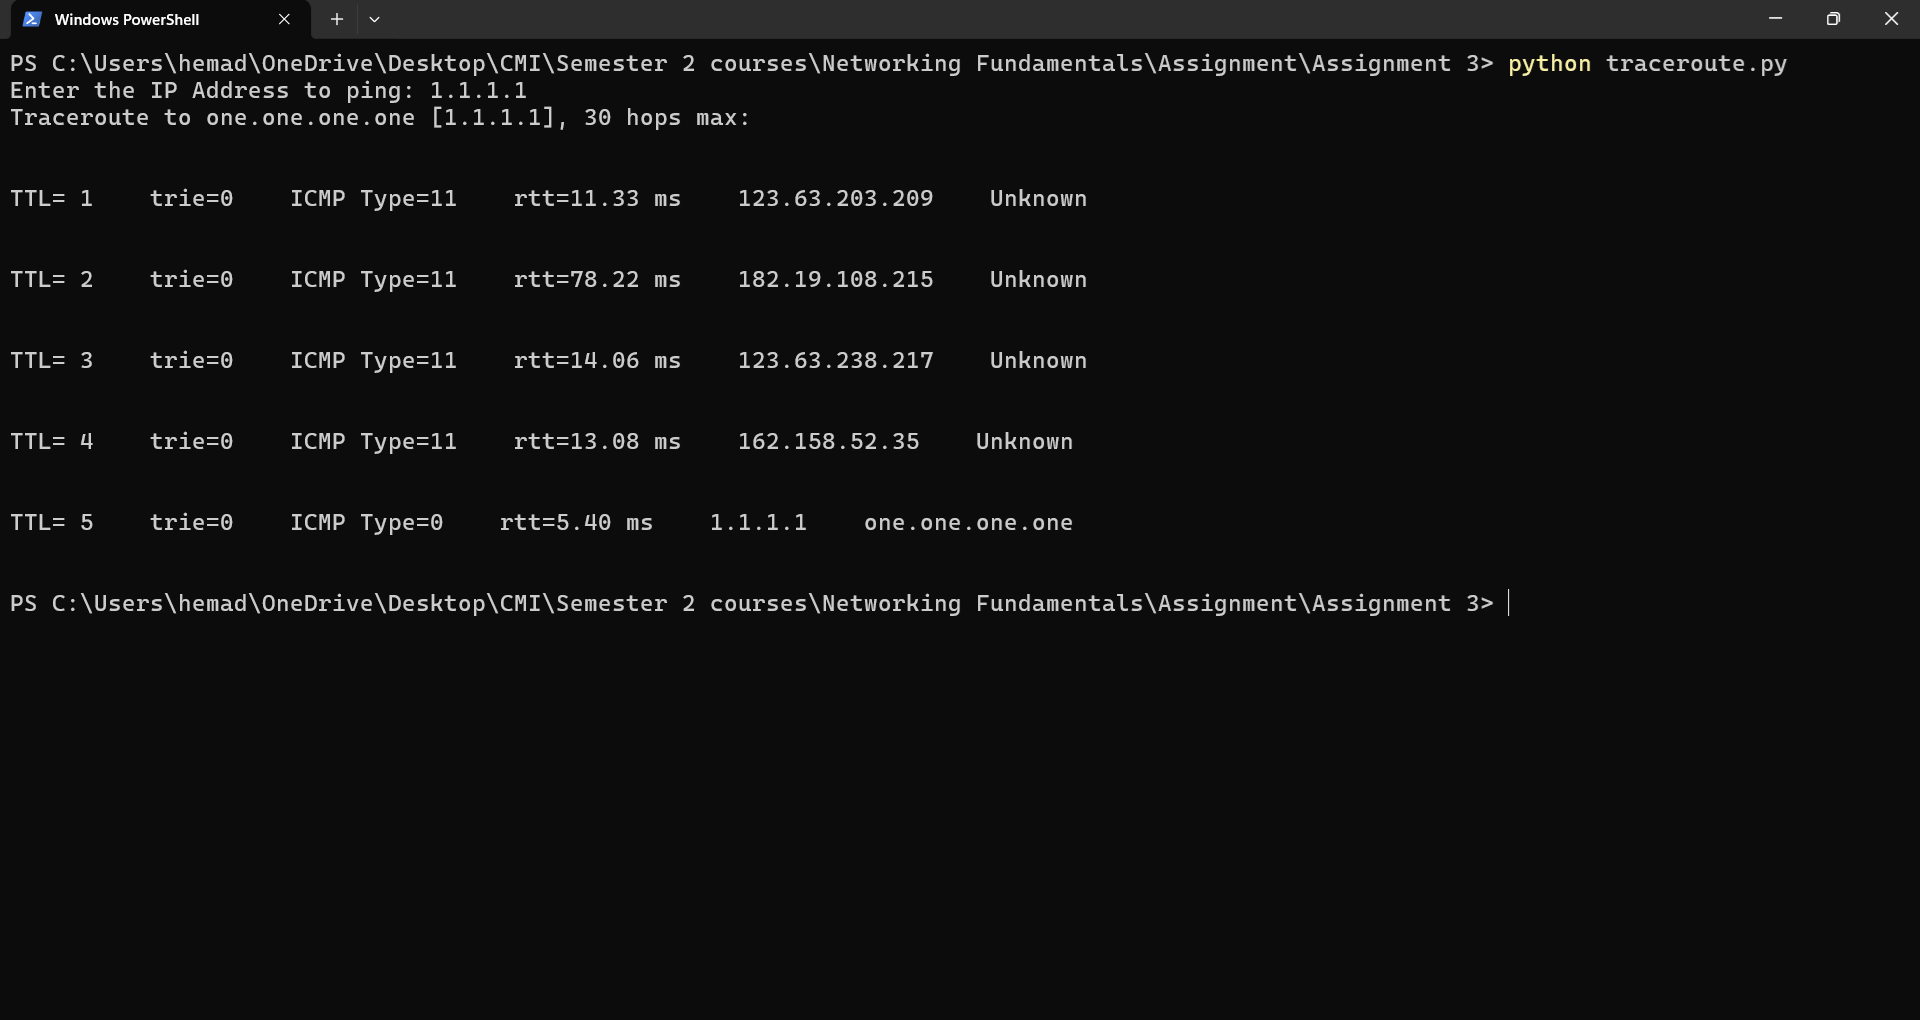 Windows PowerShell
PS C:\Users\hemad\OneDrive\Desktop\CMI\Semester 2 courses\Networking Fundamentals\Assignment\Assignment 3> python traceroute.py
Enter the IP Address to ping: 1.1.1.1
Traceroute to one.one.one.one [1.1.1.1], 30 hops max:
TTL= 1    trie=0    ICMP Type=11    rtt=11.33 ms    123.63.203.209    Unknown
TTL= 2    trie=0    ICMP Type=11    rtt=78.22 ms    182.19.108.215    Unknown
TTL= 3    trie=0    ICMP Type=11    rtt=14.06 ms    123.63.238.217    Unknown
TTL= 4    trie=0    ICMP Type=11    rtt=13.08 ms    162.158.52.35    Unknown
TTL= 5    trie=0    ICMP Type=0    rtt=5.40 ms    1.1.1.1    one.one.one.one
PS C:\Users\hemad\OneDrive\Desktop\CMI\Semester 2 courses\Networking Fundamentals\Assignment\Assignment 3>